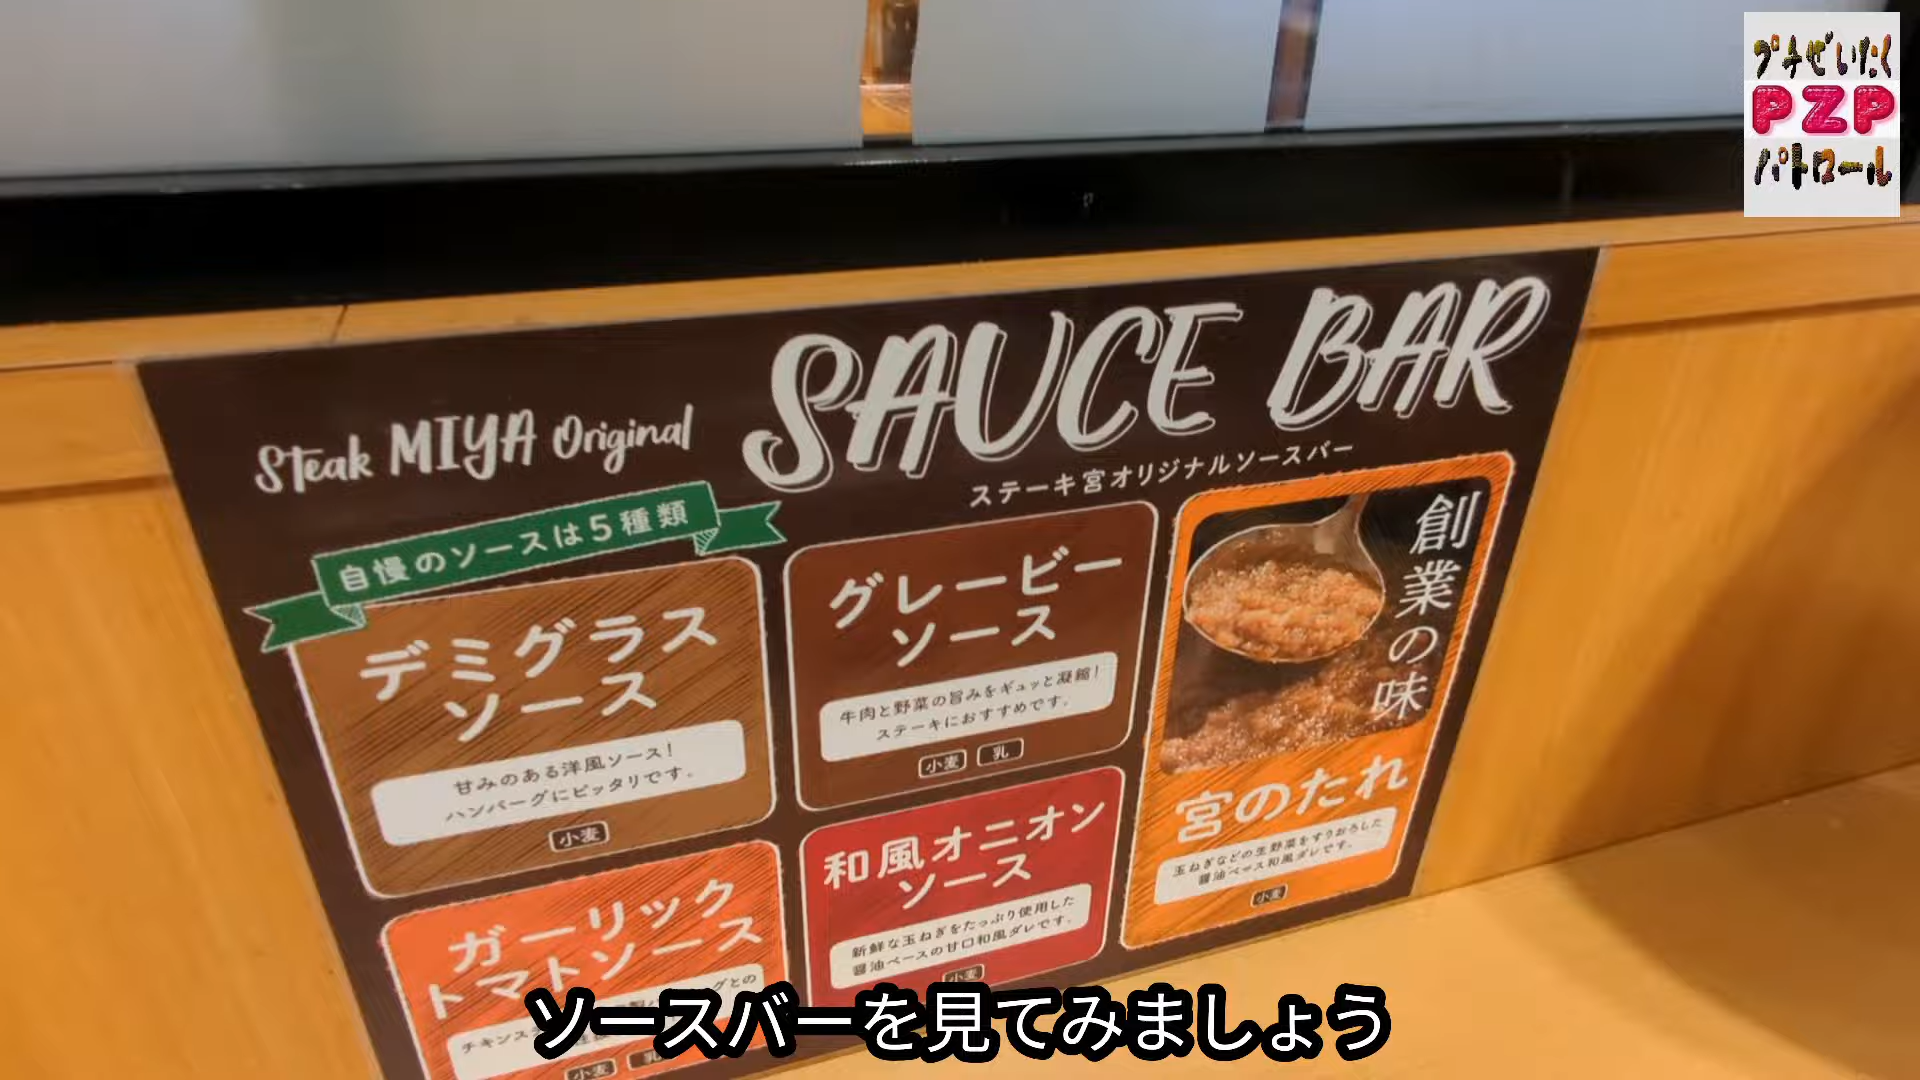 プチぜいたく
PZP
パトロール
SAUCE BAR
Steak MIYA Original
ステーキ宮オリジナルソースバー
自慢のソースは5種類
デミグラス
ソース
甘みのある洋風ソース!
ハンバーグにピッタリです。
小麦
グレービー
ソース
牛肉と野菜の旨みをギュッと凝縮!
ステーキにおすすめです。
小麦
乳
創業の味
宮のたれ
玉ねぎなどの生野菜をすりおろした
醤油ベース和風ダレです。
小麦
ガーリック
トマトソース
グとの
チキンス
小麦
乳
和風オニオン
ソース
新鮮な玉ねぎをたっぷり使用した
醤油ベースの甘口和風ダレです。
小麦
ソースバーを見てみましょう